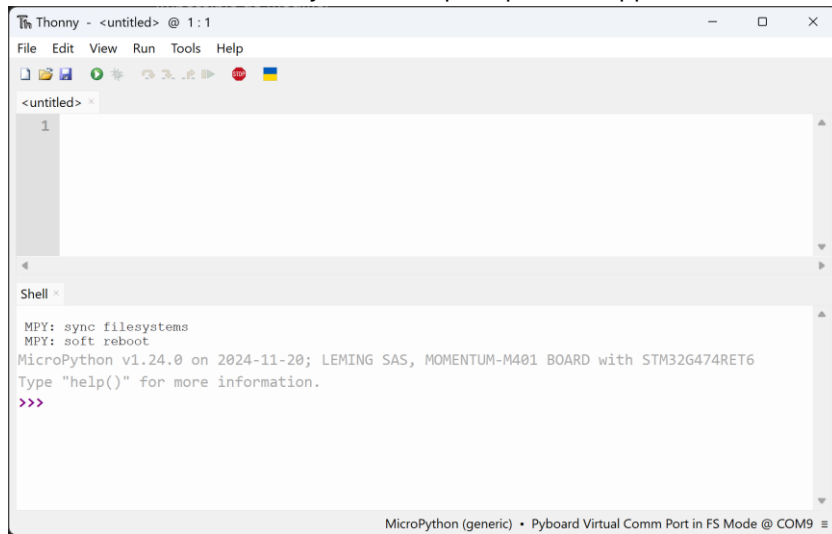 Thonny - <untitled> @ 1 : 1
File Edit View Run Tools Help
STOP
<untitled> ×
1
Shell ×
MPY: sync filesystems
MPY: soft reboot
MicroPython v1.24.0 on 2024-11-20; LEMING SAS, MOMENTUM-M401 BOARD with STM32G474RET6
Type "help()" for more information.
>>>
MicroPython (generic) • Pyboard Virtual Comm Port in FS Mode @ COM9 ≡